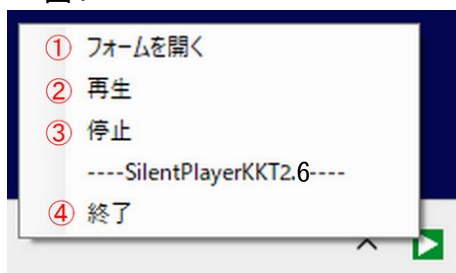 ① フォームを開く
② 再生
③ 停止
----SilentPlayerKKT2.6----
④ 終了